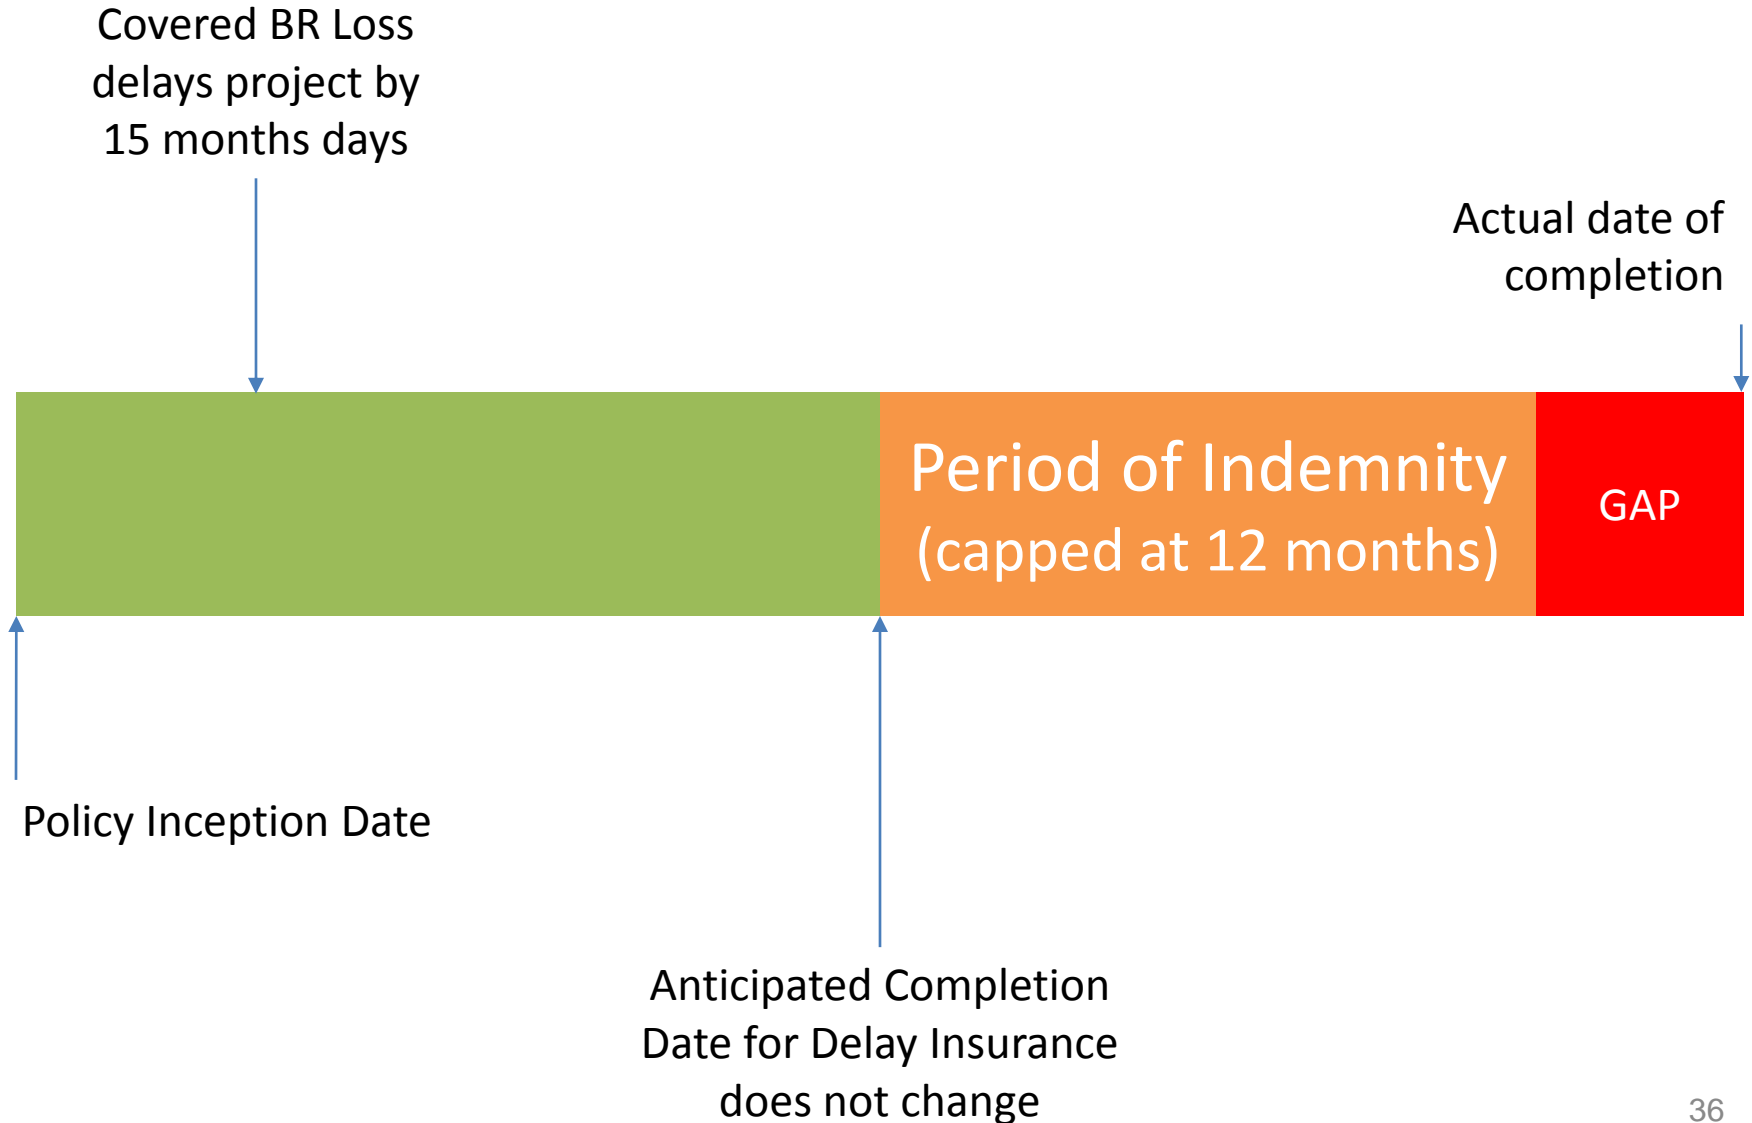 Covered BR Loss
delays project by
15 months days
Actual date of
completion
Period of Indemnity
(capped at 12 months)
GAP
Policy Inception Date
Anticipated Completion
Date for Delay Insurance
does not change
36